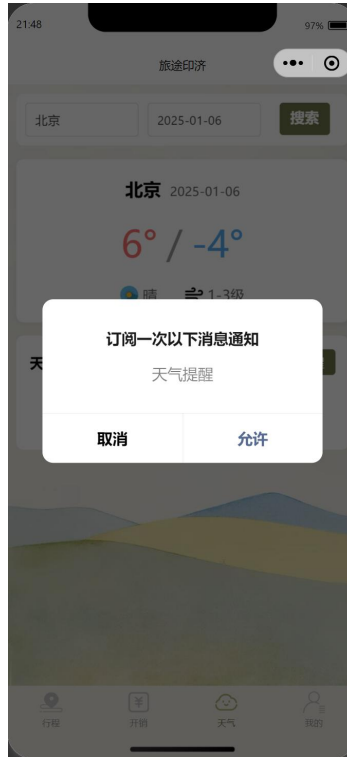 21:48
97%
旅途印济
北京
2025-01-06
搜索
北京 2025-01-06
6° / -4°
晴 1-3级
订阅一次以下消息通知
天
天气提醒
取消
允许
行程
开销
天气
我的